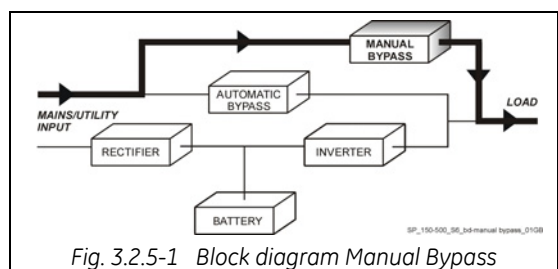 MANUAL
BYPASS
AUTOMATIC
BYPASS
LOAD
MAINS/UTILITY
INPUT
RECTIFIER
INVERTER
BATTERY
SP_150-500_S6_bd-manual bypass_01GB
Fig. 3.2.5-1 Block diagram Manual Bypass